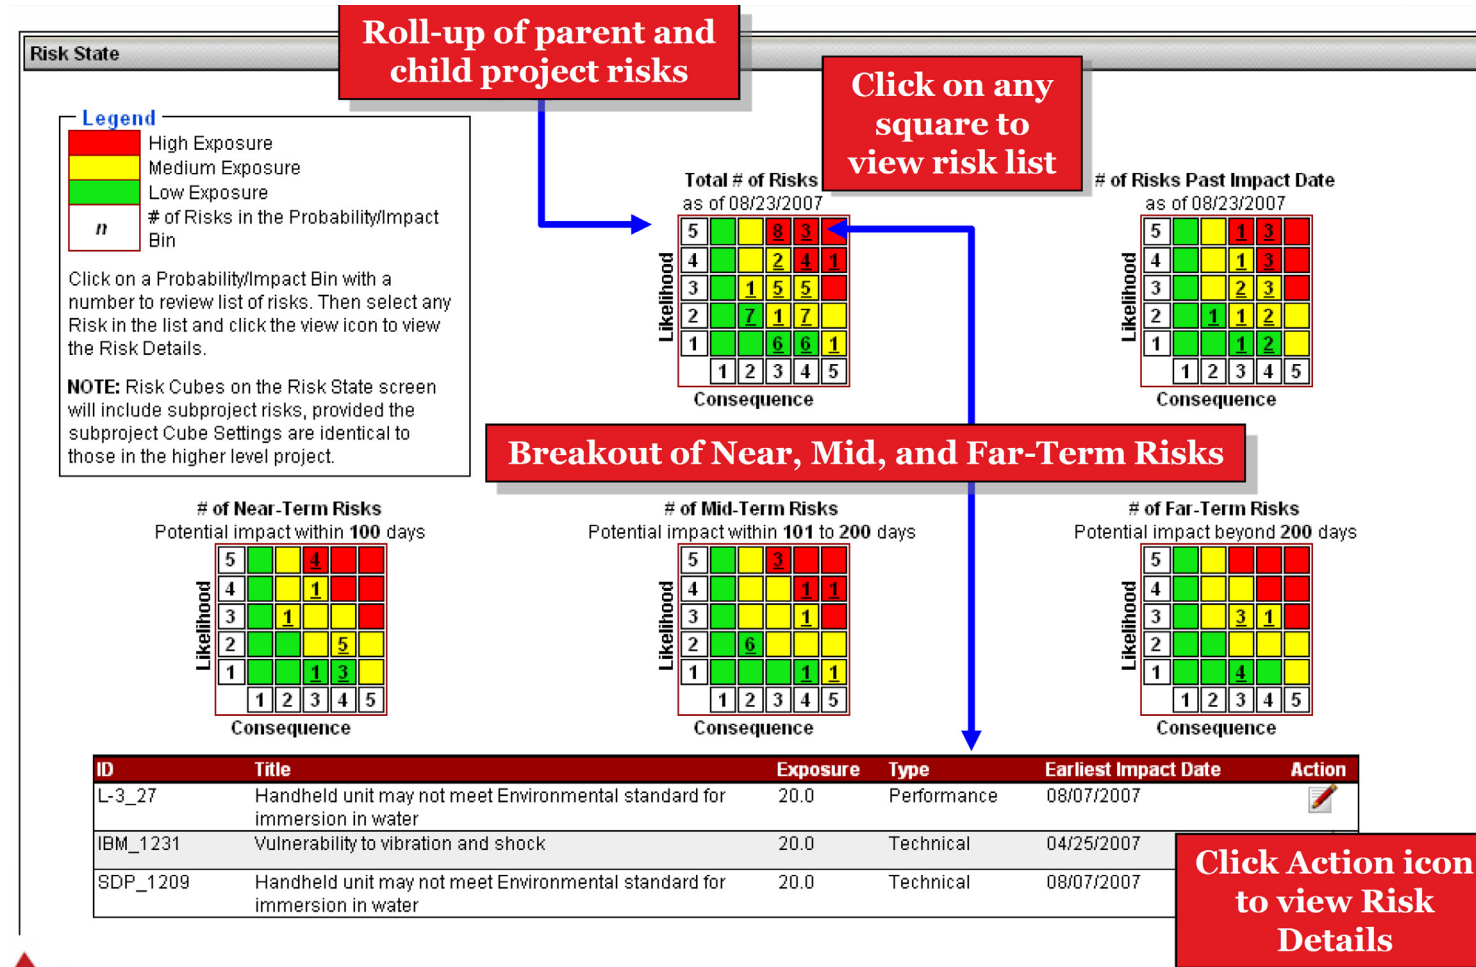 Roll-up of parent and
child project risks
Risk State
Click on any
square to
view risk list
Legend
High Exposure
Medium Exposure
Low Exposure
n
# of Risks in the Probability/Impact
Bin
Click on a Probability/Impact Bin with a
number to review list of risks. Then select any
Risk in the list and click the view icon to view
the Risk Details.
NOTE: Risk Cubes on the Risk State screen
will include subproject risks, provided the
subproject Cube Settings are identical to
those in the higher level project.
Total # of Risks
as of 08/23/2007
Likelihood
5 8 3
4 2 4 1
3 1 5 5
2 7 1 7
1 6 6 1
1 2 3 4 5
Consequence
# of Risks Past Impact Date
as of 08/23/2007
Likelihood
5 1 3
4 1 3
3 2 3
2 1 1 2
1 1 2
1 2 3 4 5
Consequence
Breakout of Near, Mid, and Far-Term Risks
# of Near-Term Risks
Potential impact within 100 days
Likelihood
5 4
4 1
3 1
2 5
1 1 3
1 2 3 4 5
Consequence
# of Mid-Term Risks
Potential impact within 101 to 200 days
Likelihood
5 3
4 1 1
3 1
2 6
1 1 1
1 2 3 4 5
Consequence
# of Far-Term Risks
Potential impact beyond 200 days
Likelihood
5
4
3 3 1
2
1 4
1 2 3 4 5
Consequence
ID Title Exposure Type Earliest Impact Date Action
L-3_27 Handheld unit may not meet Environmental standard for 20.0 Performance 08/07/2007
immersion in water
IBM_1231 Vulnerability to vibration and shock 20.0 Technical 04/25/2007
SDP_1209 Handheld unit may not meet Environmental standard for 20.0 Technical 08/07/2007
immersion in water
Click Action icon
to view Risk
Details